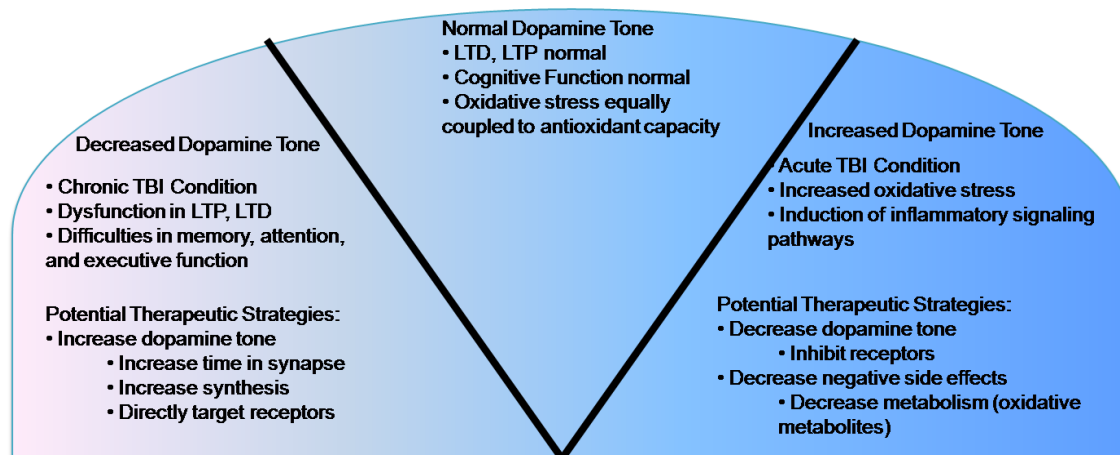 Normal Dopamine Tone
• LTD, LTP normal
• Cognitive Function normal
• Oxidative stress equally
coupled to antioxidant capacity
Decreased Dopamine Tone
• Chronic TBI Condition
• Dysfunction in LTP, LTD
• Difficulties in memory, attention,
and executive function
Potential Therapeutic Strategies:
• Increase dopamine tone
• Increase time in synapse
• Increase synthesis
• Directly target receptors
Increased Dopamine Tone
• Acute TBI Condition
• Increased oxidative stress
• Induction of inflammatory signaling
pathways
Potential Therapeutic Strategies:
• Decrease dopamine tone
• Inhibit receptors
• Decrease negative side effects
• Decrease metabolism (oxidative
metabolites)